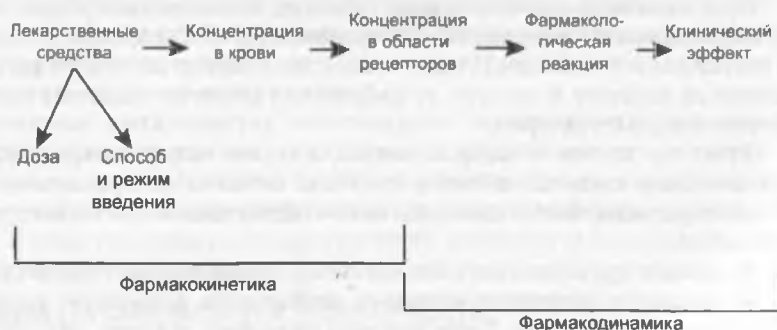 Лекарственные
средства
Концентрация
в крови
Концентрация
в области
рецепторов
Фармаколо-
гическая
реакция
Клинический
эффект
Доза
Способ
и режим
введения
Фармакокинетика
Фармакодинамика